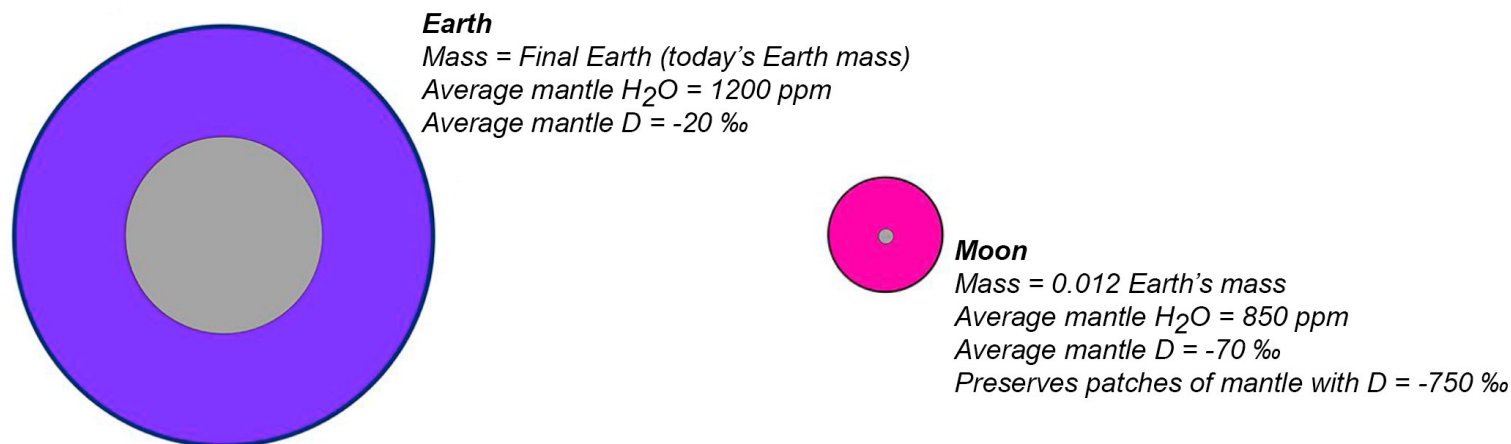 Earth
Mass = Final Earth (today's Earth mass)
Average mantle H₂O = 1200 ppm
Average mantle D = -20 ‰
Moon
Mass = 0.012 Earth's mass
Average mantle H₂O = 850 ppm
Average mantle D = -70 ‰
Preserves patches of mantle with D = -750 ‰